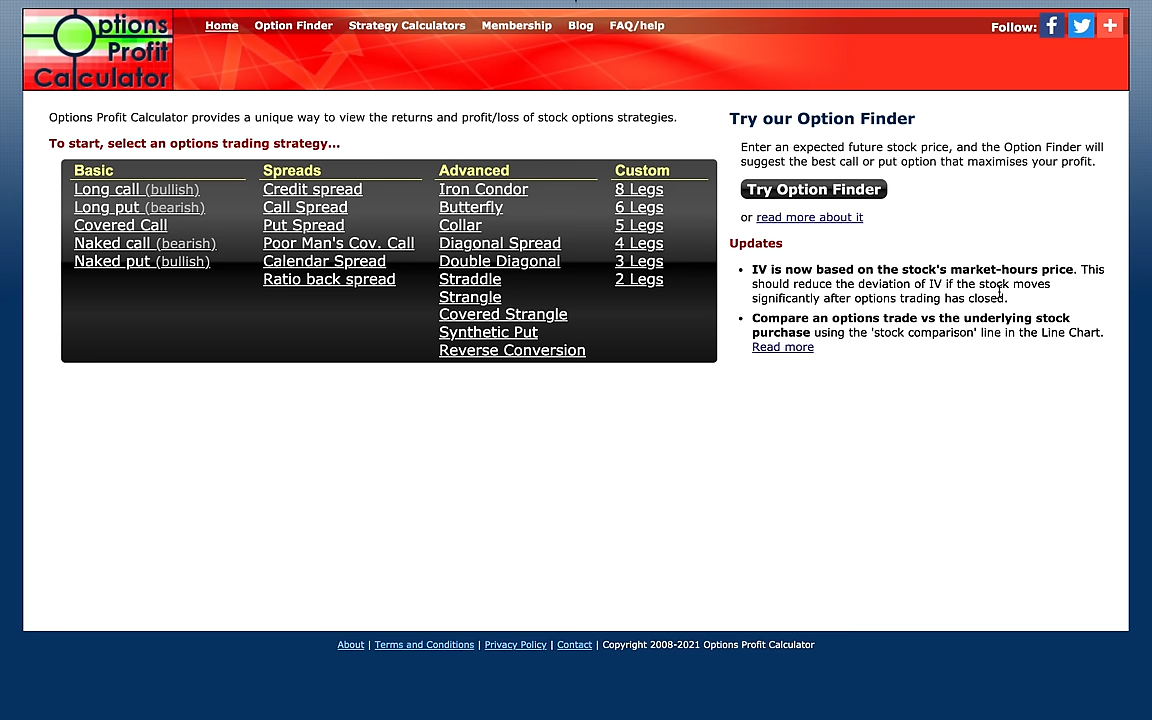 Options
Profit
Calculator
Home Option Finder Strategy Calculators Membership Blog FAQ/help
Follow:
Options Profit Calculator provides a unique way to view the returns and profit/loss of stock options strategies.
To start, select an options trading strategy...
Basic
Long call (bullish)
Long put (bearish)
Covered Call
Naked call (bearish)
Naked put (bullish)
Spreads
Credit spread
Call Spread
Put Spread
Poor Man's Cov. Call
Calendar Spread
Ratio back spread
Advanced
Iron Condor
Butterfly
Collar
Diagonal Spread
Double Diagonal
Straddle
Strangle
Covered Strangle
Synthetic Put
Reverse Conversion
Custom
8 Legs
6 Legs
5 Legs
4 Legs
3 Legs
2 Legs
Try our Option Finder
Enter an expected future stock price, and the Option Finder will
suggest the best call or put option that maximises your profit.
Try Option Finder
or read more about it
Updates
• IV is now based on the stock's market-hours price. This
should reduce the deviation of IV if the stock moves
significantly after options trading has closed.
• Compare an options trade vs the underlying stock
purchase using the 'stock comparison' line in the Line Chart.
Read more
About | Terms and Conditions | Privacy Policy | Contact | Copyright 2008-2021 Options Profit Calculator